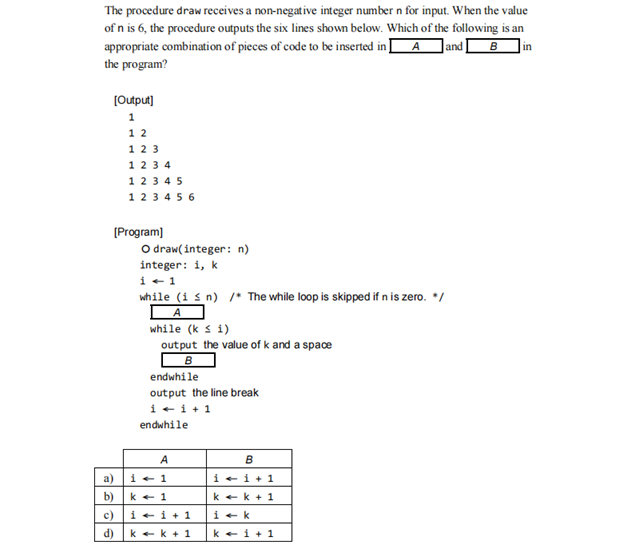 The procedure draw receives a non-negative integer number n for input. When the value
of n is 6, the procedure outputs the six lines shown below. Which of the following is an
appropriate combination of pieces of code to be inserted in A and B in
the program?
[Output]
1
1 2
1 2 3
1 2 3 4
1 2 3 4 5
1 2 3 4 5 6
[Program]
O draw(integer: n)
integer: i, k
i ← 1
while (i ≤ n) /* The while loop is skipped if n is zero. */
A
while (k ≤ i)
output the value of k and a space
B
endwhile
output the line break
i ← i + 1
endwhile
A B
a) i ← 1 i ← i + 1
b) k ← 1 k ← k + 1
c) i ← i + 1 i ← k
d) k ← k + 1 k ← i + 1